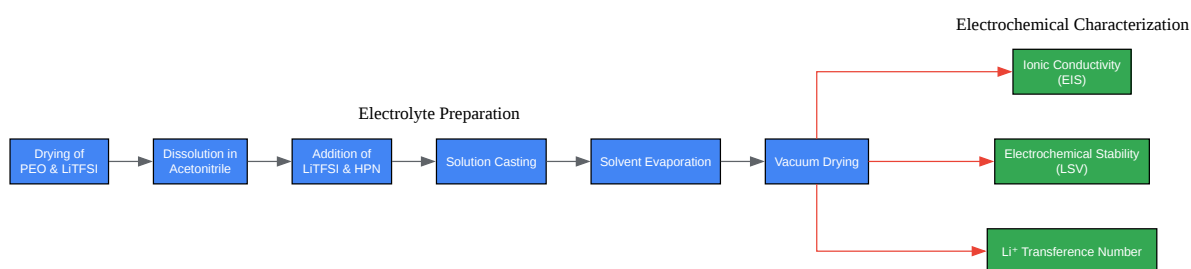 Electrochemical Characterization
Ionic Conductivity
(EIS)
Electrolyte Preparation
Drying of
PEO & LiTFSI
Dissolution in
Acetonitrile
Addition of
LiTFSI & HPN
Solution Casting
Solvent Evaporation
Vacuum Drying
Electrochemical Stability
(LSV)
Li⁺ Transference Number